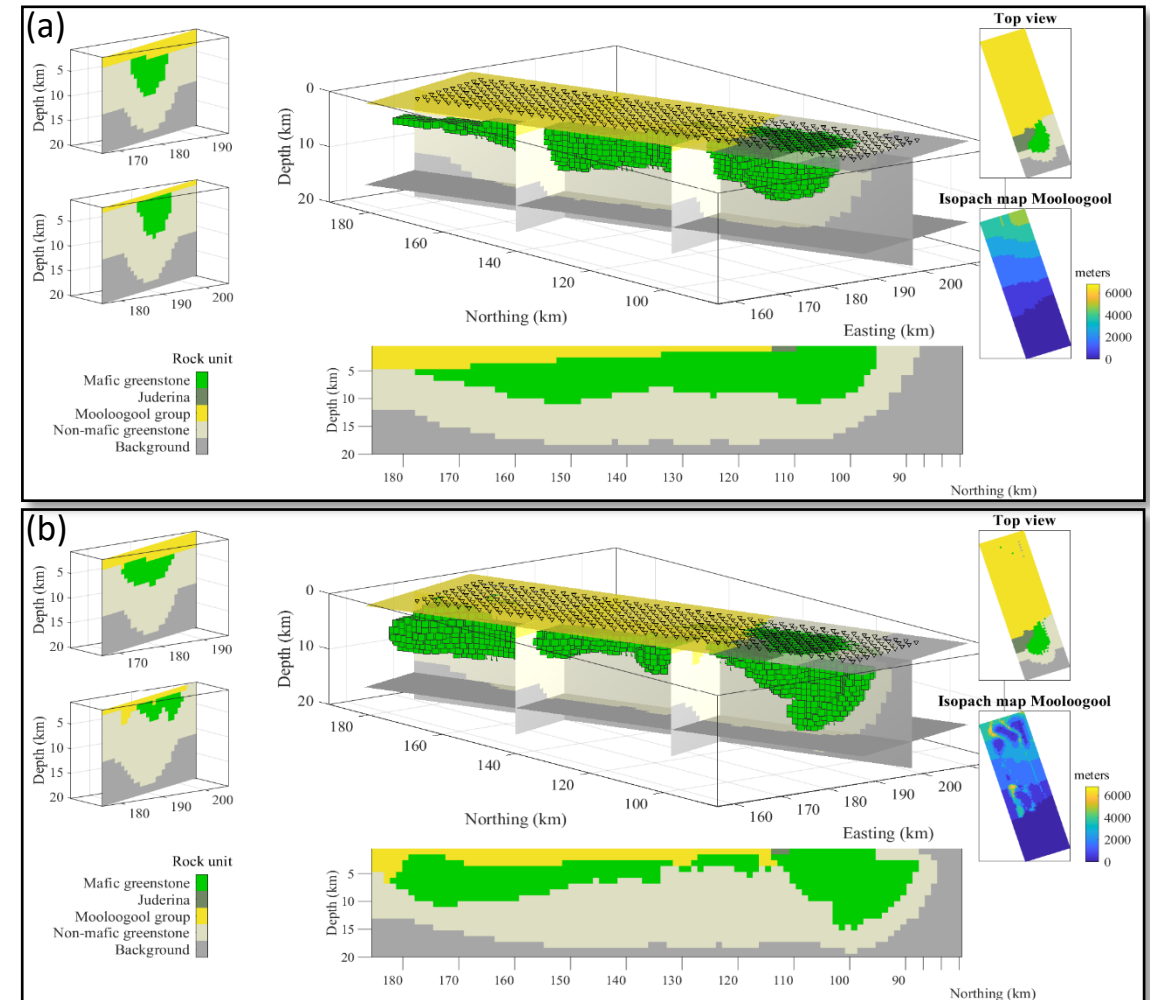 (a)
Depth (km)
5
10
15
20
170
180
190
Depth (km)
5
10
15
20
180
190
200
Rock unit
Mafic greenstone
Juderina
Mooloogool group
Non-mafic greenstone
Background
Depth (km)
0
10
20
180
160
140
120
100
Northing (km)
160
170
180
190
200
Easting (km)
Depth (km)
5
10
15
20
180
170
160
150
140
130
120
110
100
90
Northing (km)
Top view
Isopach map Mooloogool
meters
6000
4000
2000
0
(b)
Depth (km)
5
10
15
20
170
180
190
Depth (km)
5
10
15
20
180
190
200
Rock unit
Mafic greenstone
Juderina
Mooloogool group
Non-mafic greenstone
Background
Depth (km)
0
10
20
180
160
140
120
100
Northing (km)
160
170
180
190
200
Easting (km)
Depth (km)
5
10
15
20
180
170
160
150
140
130
120
110
100
90
Northing (km)
Top view
Isopach map Mooloogool
meters
6000
4000
2000
0